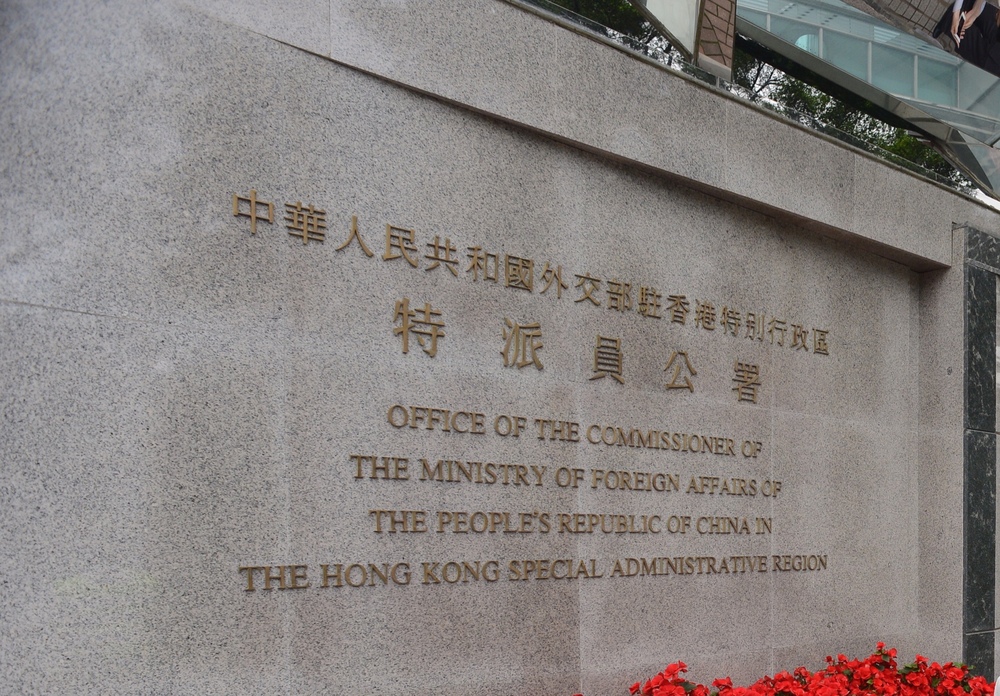 中華人民共和國外交部駐香港特別行政區
特派員公署
OFFICE OF THE COMMISSIONER OF
THE MINISTRY OF FOREIGN AFFAIRS OF
THE PEOPLE'S REPUBLIC OF CHINA IN
THE HONG KONG SPECIAL ADMINISTRATIVE REGION